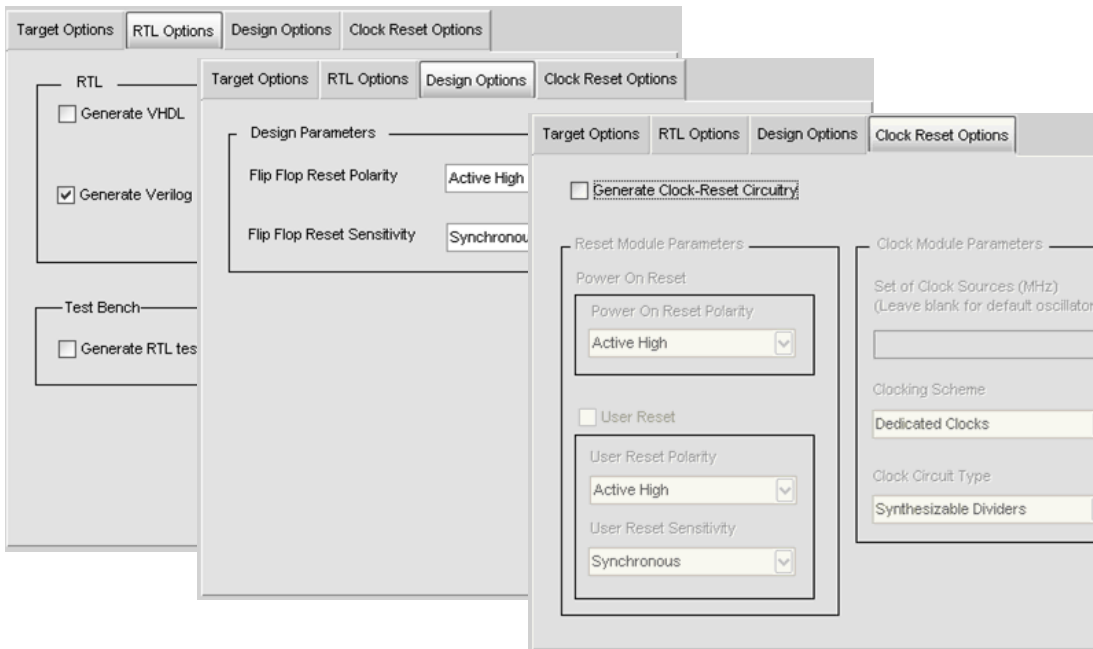 Target Options RTL Options Design Options Clock Reset Options
RTL
Generate VHDL
Generate Verilog
Test Bench
Generate RTL tes
Target Options RTL Options Design Options Clock Reset Options
Design Parameters
Flip Flop Reset Polarity Active High
Flip Flop Reset Sensitivity Synchronou
Target Options RTL Options Design Options Clock Reset Options
Generate Clock-Reset Circuitry
Reset Module Parameters
Power On Reset
Power On Reset Polarity
Active High
User Reset
User Reset Polarity
Active High
User Reset Sensitivity
Synchronous
Clock Module Parameters
Set of Clock Sources (MHz)
(Leave blank for default oscillator
Clocking Scheme
Dedicated Clocks
Clock Circuit Type
Synthesizable Dividers